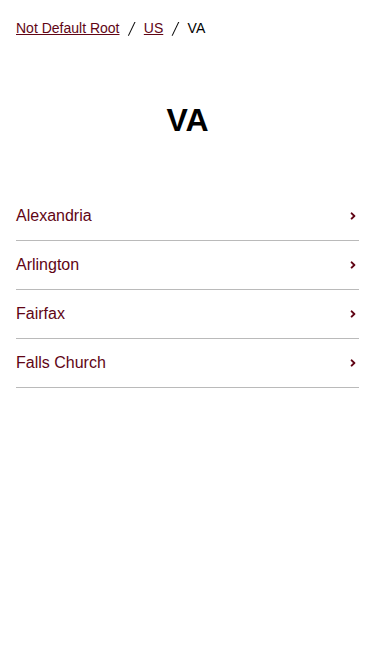 Not Default Root / US / VA
VA
Alexandria
Arlington
Fairfax
Falls Church